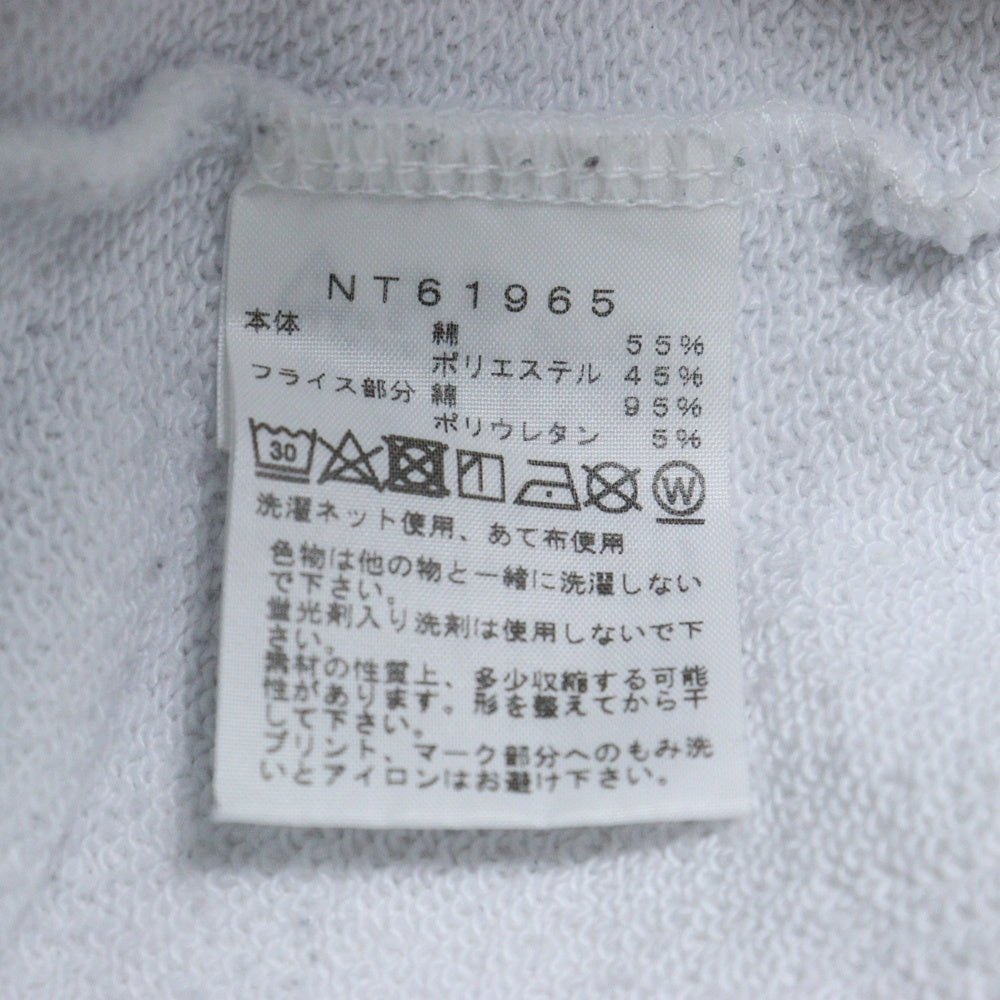 NT61965
本体 綿 55%
ポリエステル 45%
フライス部分 綿 95%
ポリウレタン 5%
30 W
洗濯ネット使用、あて布使用
色物は他の物と一緒に洗濯しない
で下さい。
蛍光剤入り洗剤は使用しないで下
さい。
素材の性質上、多少収縮する可能
性があります。形を整えてから干
して下さい。
プリント、マーク部分へのもみ洗
いとアイロンはお避け下さい。